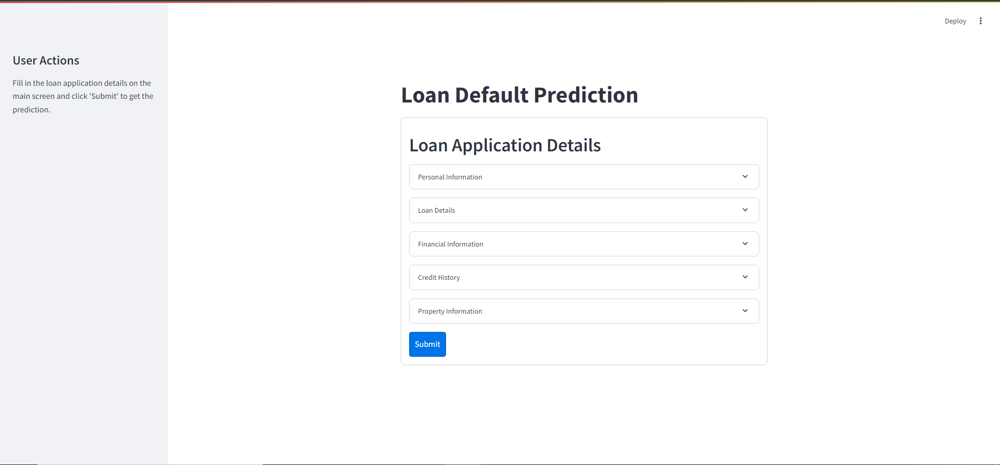 Deploy
User Actions
Fill in the loan application details on the
main screen and click 'Submit' to get the
prediction.
Loan Default Prediction
Loan Application Details
Personal Information
Loan Details
Financial Information
Credit History
Property Information
Submit